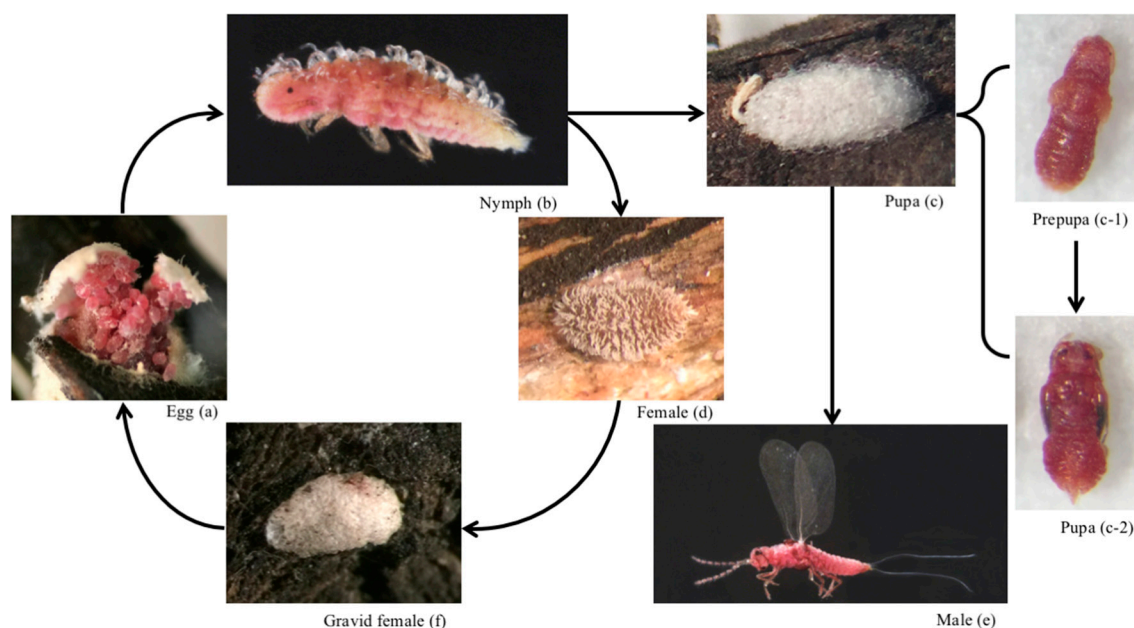 Nymph (b)
Pupa (c)
Prepupa (c-1)
Egg (a)
Female (d)
Pupa (c-2)
Gravid female (f)
Male (e)